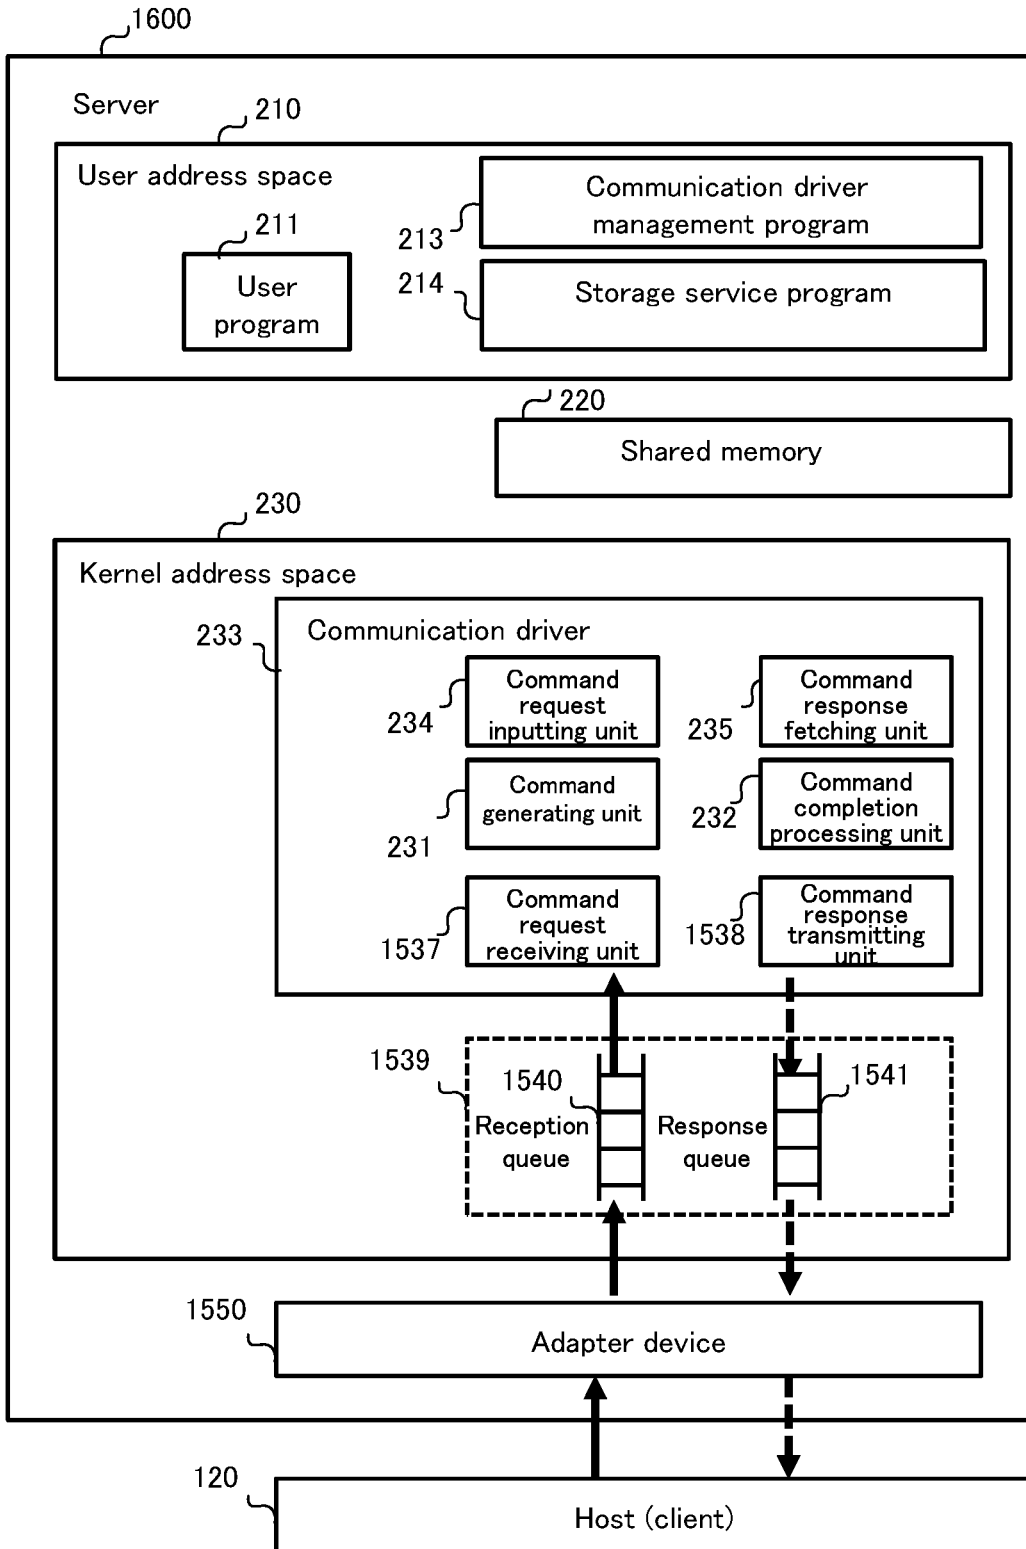 1600
Server
210
User address space
Communication driver
management program
213
211
User
program
214
Storage service program
220
Shared memory
230
Kernel address space
233
Communication driver
Command
request
inputting unit
234
Command
response
fetching unit
235
Command
generating unit
231
Command
completion
processing unit
232
Command
request
receiving unit
1537
Command
response
transmitting
unit
1538
1539
1540
1541
Reception
queue
Response
queue
1550
Adapter device
120
Host (client)